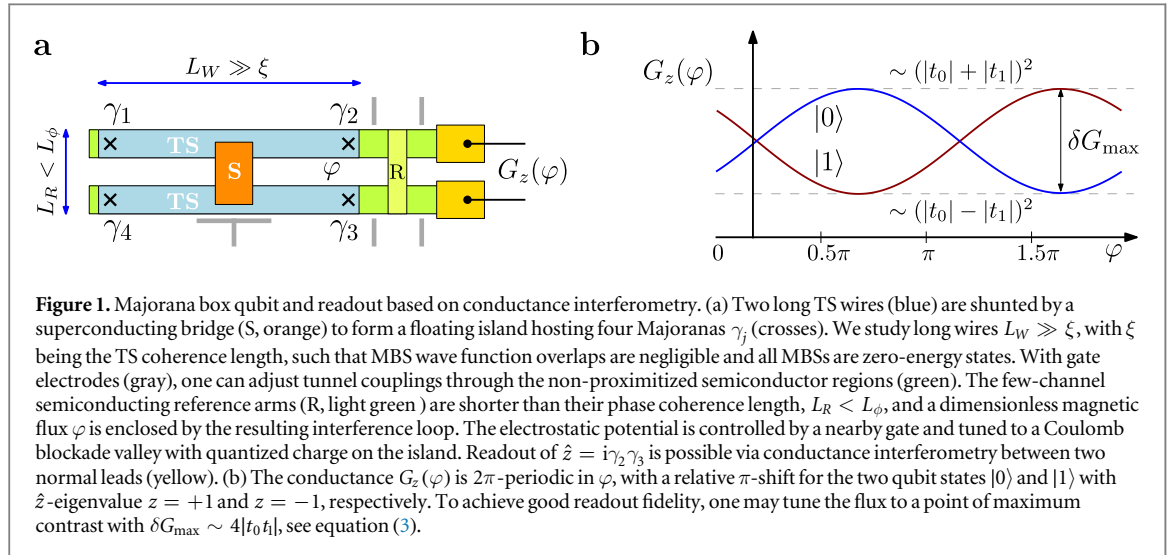 a
L_W ≫ ξ
γ₁
γ₂
TS
S
φ
R
G_z(φ)
L_R < L_ϕ
TS
γ₄
γ₃
b
G_z(φ)
∼ (|t₀| + |t₁|)²
|0⟩
|1⟩
δG_max
∼ (|t₀| − |t₁|)²
0
0.5π
π
1.5π
φ
Figure 1. Majorana box qubit and readout based on conductance interferometry. (a) Two long TS wires (blue) are shunted by a
superconducting bridge (S, orange) to form a floating island hosting four Majoranas γ_j (crosses). We study long wires L_W ≫ ξ, with ξ
being the TS coherence length, such that MBS wave function overlaps are negligible and all MBSs are zero-energy states. With gate
electrodes (gray), one can adjust tunnel couplings through the non-proximitized semiconductor regions (green). The few-channel
semiconducting reference arms (R, light green ) are shorter than their phase coherence length, L_R < L_ϕ, and a dimensionless magnetic
flux φ is enclosed by the resulting interference loop. The electrostatic potential is controlled by a nearby gate and tuned to a Coulomb
blockade valley with quantized charge on the island. Readout of ẑ = iγ₂γ₃ is possible via conductance interferometry between two
normal leads (yellow). (b) The conductance G_z(φ) is 2π-periodic in φ, with a relative π-shift for the two qubit states |0⟩ and |1⟩ with
ẑ-eigenvalue z = +1 and z = −1, respectively. To achieve good readout fidelity, one may tune the flux to a point of maximum
contrast with δG_max ∼ 4|t₀t₁|, see equation (3).